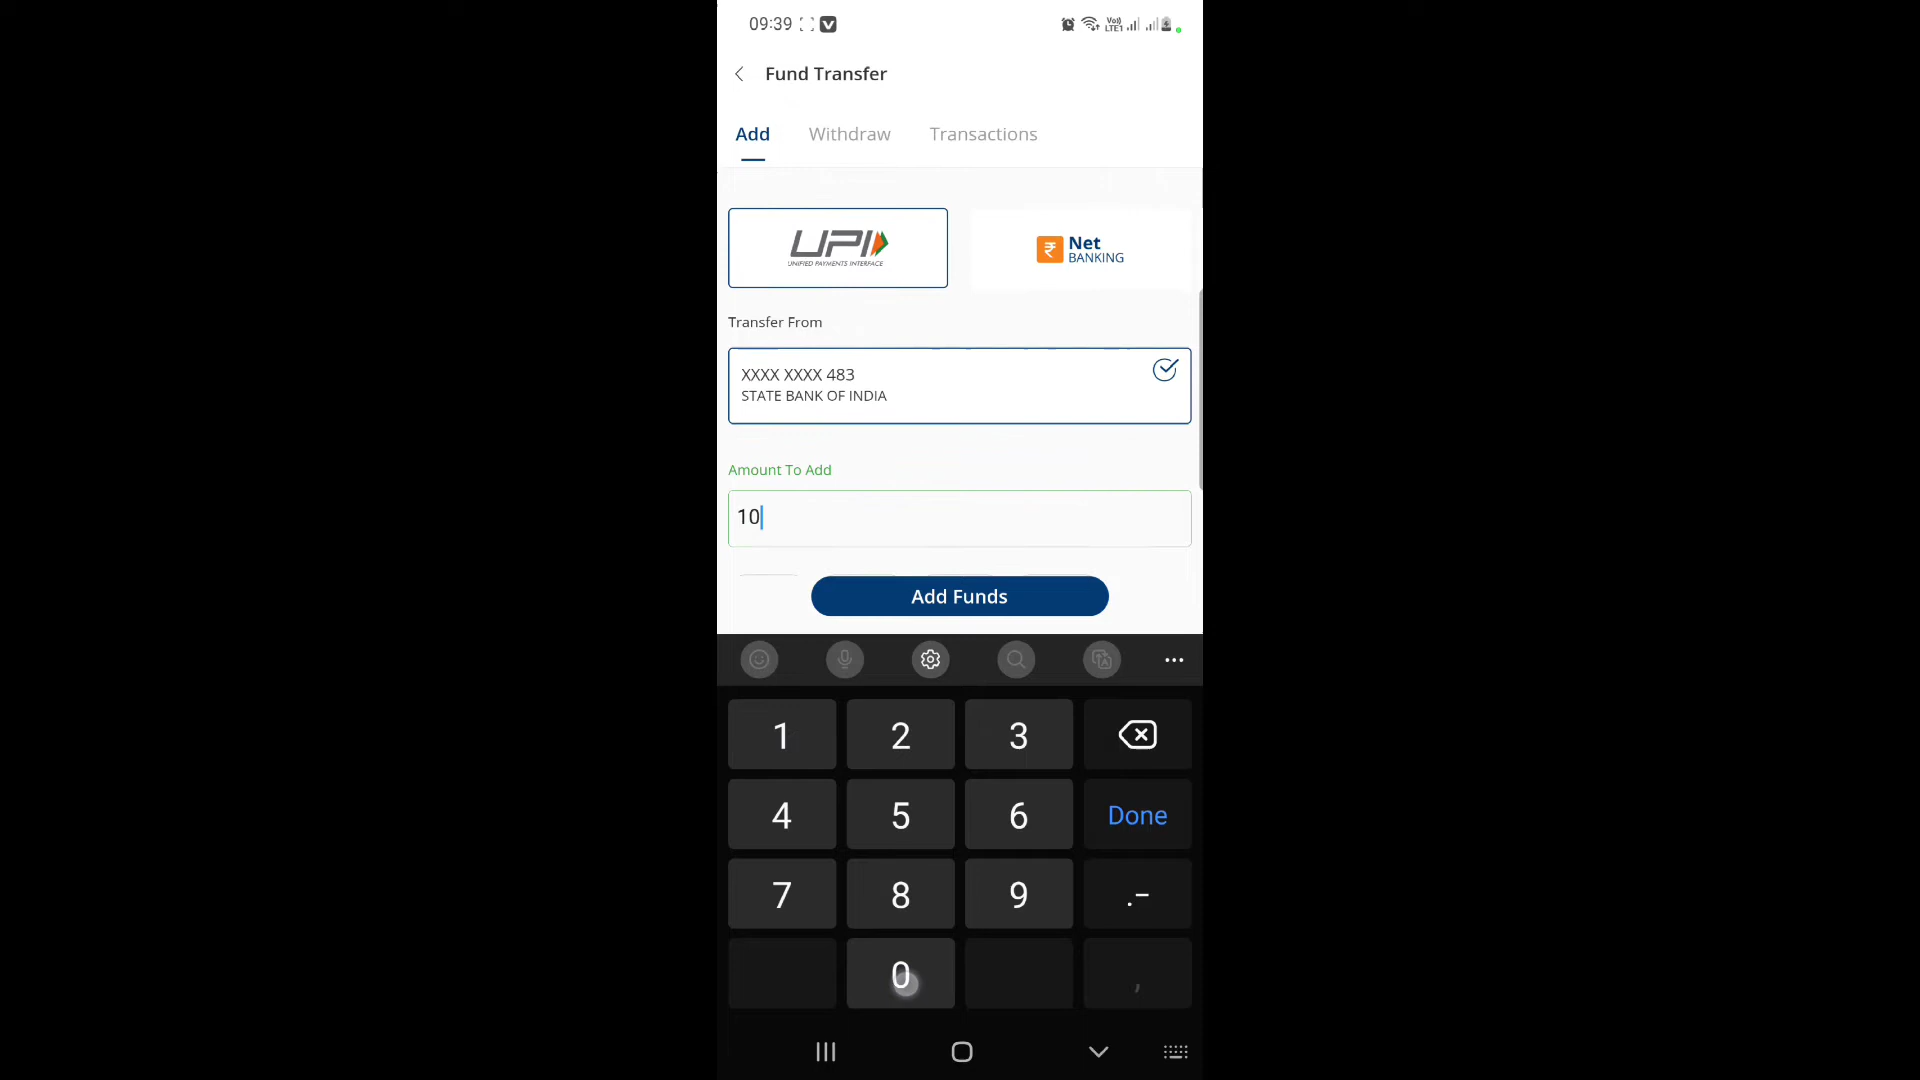 09:39
Vo))
LTE1
Fund Transfer
Add
Withdraw
Transactions
UPI
UNIFIED PAYMENTS INTERFACE
₹ Net
BANKING
Transfer From
XXXX XXXX 483
STATE BANK OF INDIA
Amount To Add
10
Add Funds
1
2
3
4
5
6
Done
7
8
9
.-
0
,